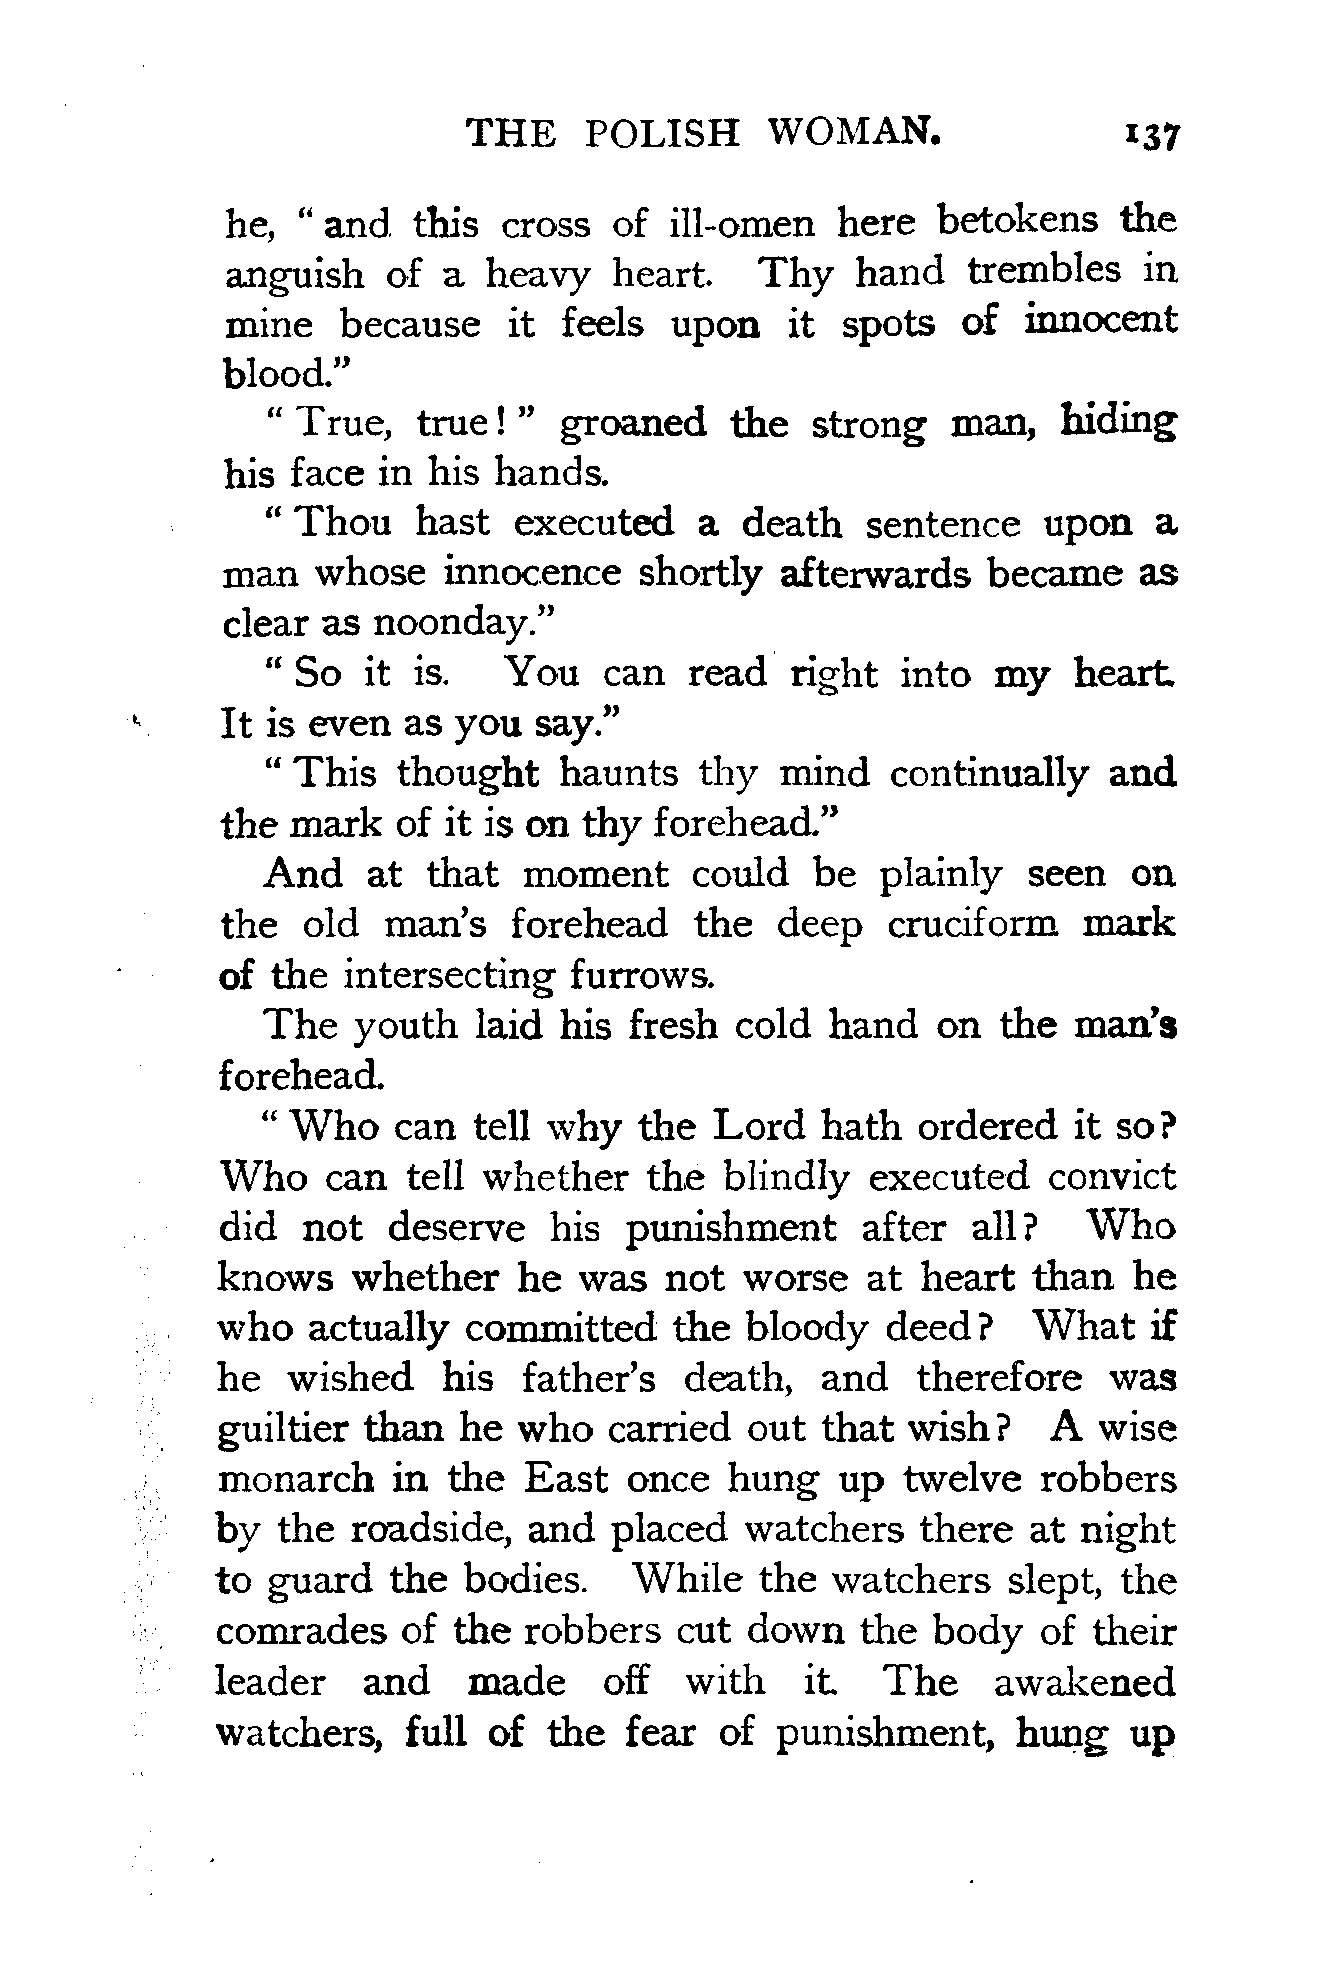 THE POLISH WOMAN. 137
he, " and this cross of ill-omen here betokens the
anguish of a heavy heart. Thy hand trembles in
mine because it feels upon it spots of innocent
blood."
" True, true! " groaned the strong man, hiding
his face in his hands.
" Thou hast executed a death sentence upon a
man whose innocence shortly afterwards became as
clear as noonday."
" So it is. You can read right into my heart.
It is even as you say."
" This thought haunts thy mind continually and
the mark of it is on thy forehead."
And at that moment could be plainly seen on
the old man's forehead the deep cruciform mark
of the intersecting furrows.
The youth laid his fresh cold hand on the man's
forehead.
" Who can tell why the Lord hath ordered it so?
Who can tell whether the blindly executed convict
did not deserve his punishment after all? Who
knows whether he was not worse at heart than he
who actually committed the bloody deed? What if
he wished his father's death, and therefore was
guiltier than he who carried out that wish? A wise
monarch in the East once hung up twelve robbers
by the roadside, and placed watchers there at night
to guard the bodies. While the watchers slept, the
comrades of the robbers cut down the body of their
leader and made off with it. The awakened
watchers, full of the fear of punishment, hung up